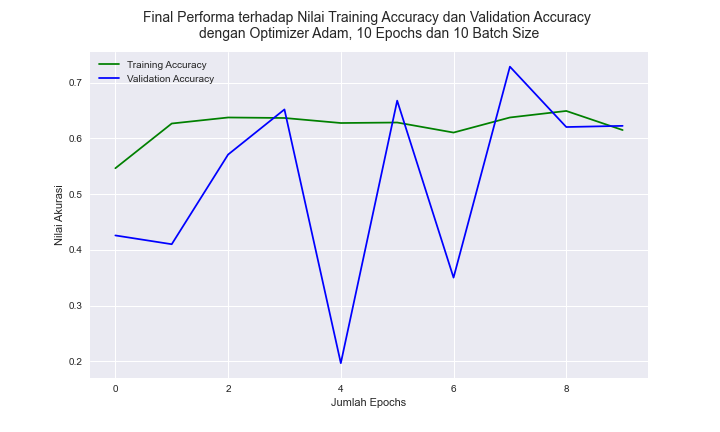 Final Performa terhadap Nilai Training Accuracy dan Validation Accuracy
dengan Optimizer Adam, 10 Epochs dan 10 Batch Size
Training Accuracy
Validation Accuracy
0.7
0.6
0.5
0.4
0.3
0.2
Nilai Akurasi
0 2 4 6 8
Jumlah Epochs